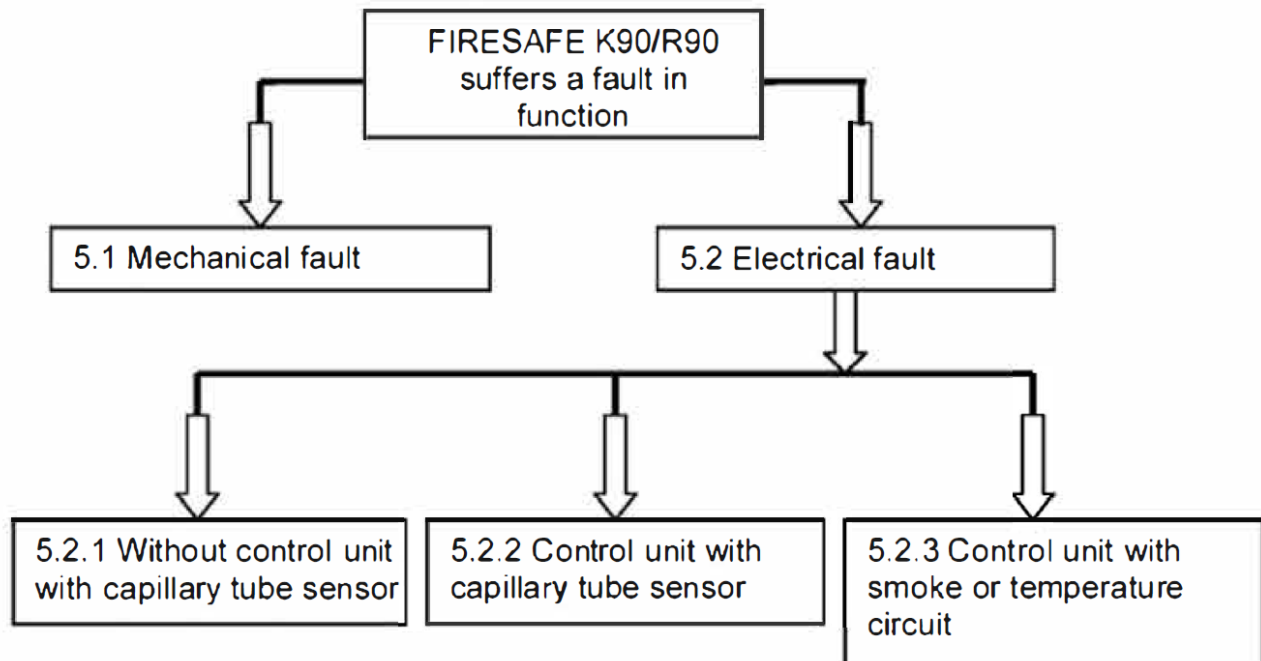 FIRESAFE K90/R90
suffers a fault in
function
5.1 Mechanical fault
5.2 Electrical fault
5.2.1 Without control unit
with capillary tube sensor
5.2.2 Control unit with
capillary tube sensor
5.2.3 Control unit with
smoke or temperature
circuit